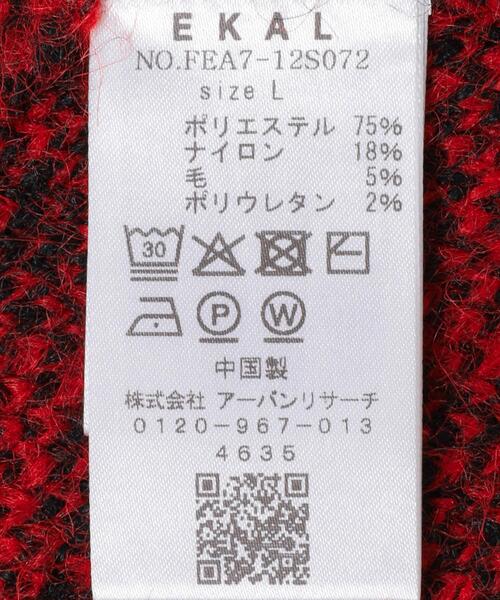 EKAL
NO.FEA7-12S072
size L
ポリエステル 75%
ナイロン 18%
毛 5%
ポリウレタン 2%
30
P W
中国製
株式会社 アーバンリサーチ
0120-967-013
4635